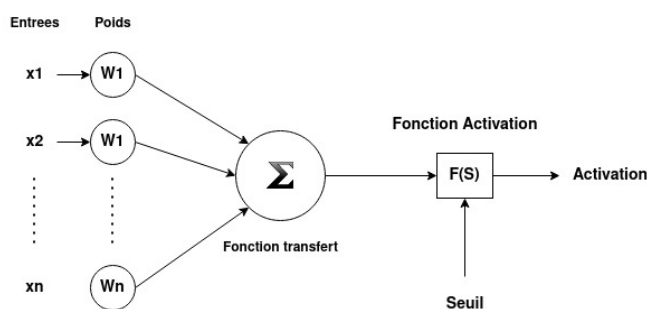 Entrees Poids
x1 W1
Fonction Activation
x2 W1
Σ F(S) Activation
Fonction transfert
xn Wn
Seuil